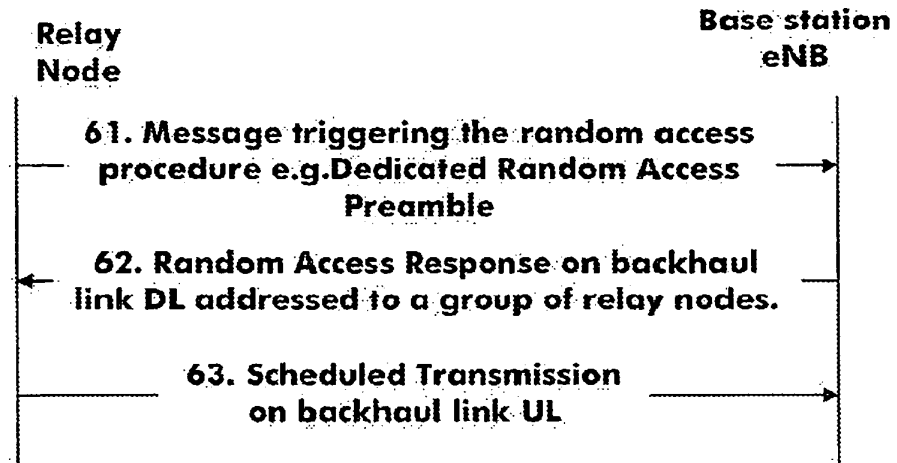 Relay
Node
Base station
eNB
61. Message triggering the random access
procedure e.g.Dedicated Random Access
Preamble
62. Random Access Response on backhaul
link DL addressed to a group of relay nodes.
63. Scheduled Transmission
on backhaul link UL